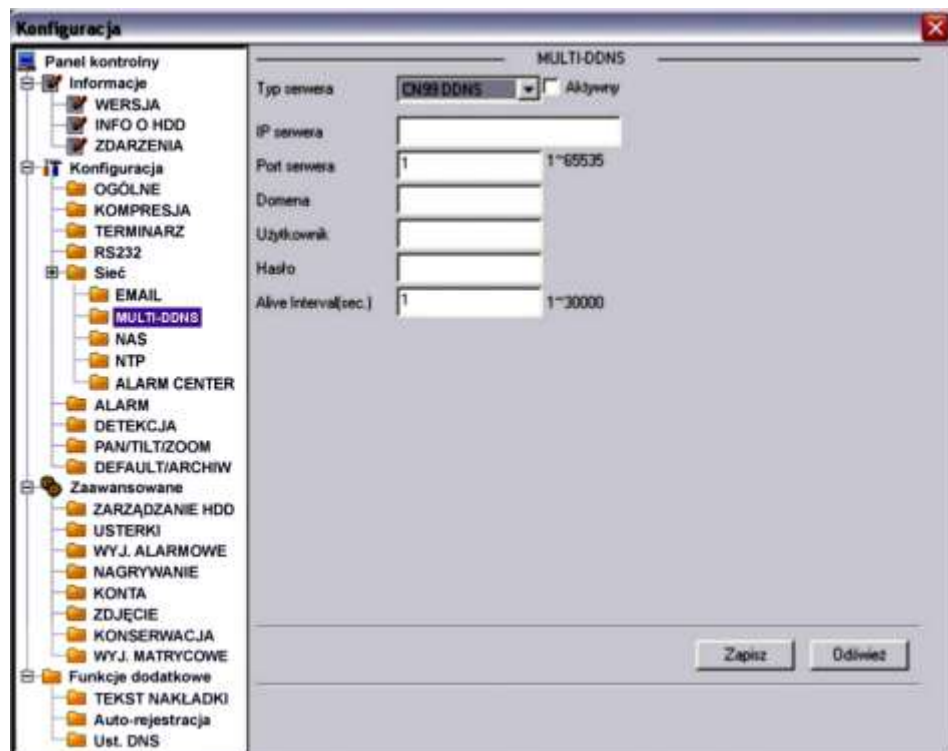 Konfiguracja
Panel kontrolny
Informacje
WERSJA
INFO O HDD
ZDARZENIA
Konfiguracja
OGÓLNE
KOMPRESJA
TERMINARZ
RS232
Sieć
EMAIL
MULTI-DDNS
NAS
NTP
ALARM CENTER
ALARM
DETEKCJA
PAN/TILT/ZOOM
DEFAULT/ARCHIW
Zaawansowane
ZARZĄDZANIE HDD
USTERKI
WYJ. ALARMOWE
NAGRYWANIE
KONTA
ZDJĘCIE
KONSERWACJA
WYJ. MATRYCOWE
Funkcje dodatkowe
TEKST NAKŁADKI
Auto-rejestracja
Ust. DNS
MULTI-DDNS
Typ serwera CN99 DDNS Aktywny
IP serwera
Port serwera 1 1~65535
Domena
Użytkownik
Hasło
Alive Interval(sec.) 1 1~30000
Zapisz Odśwież